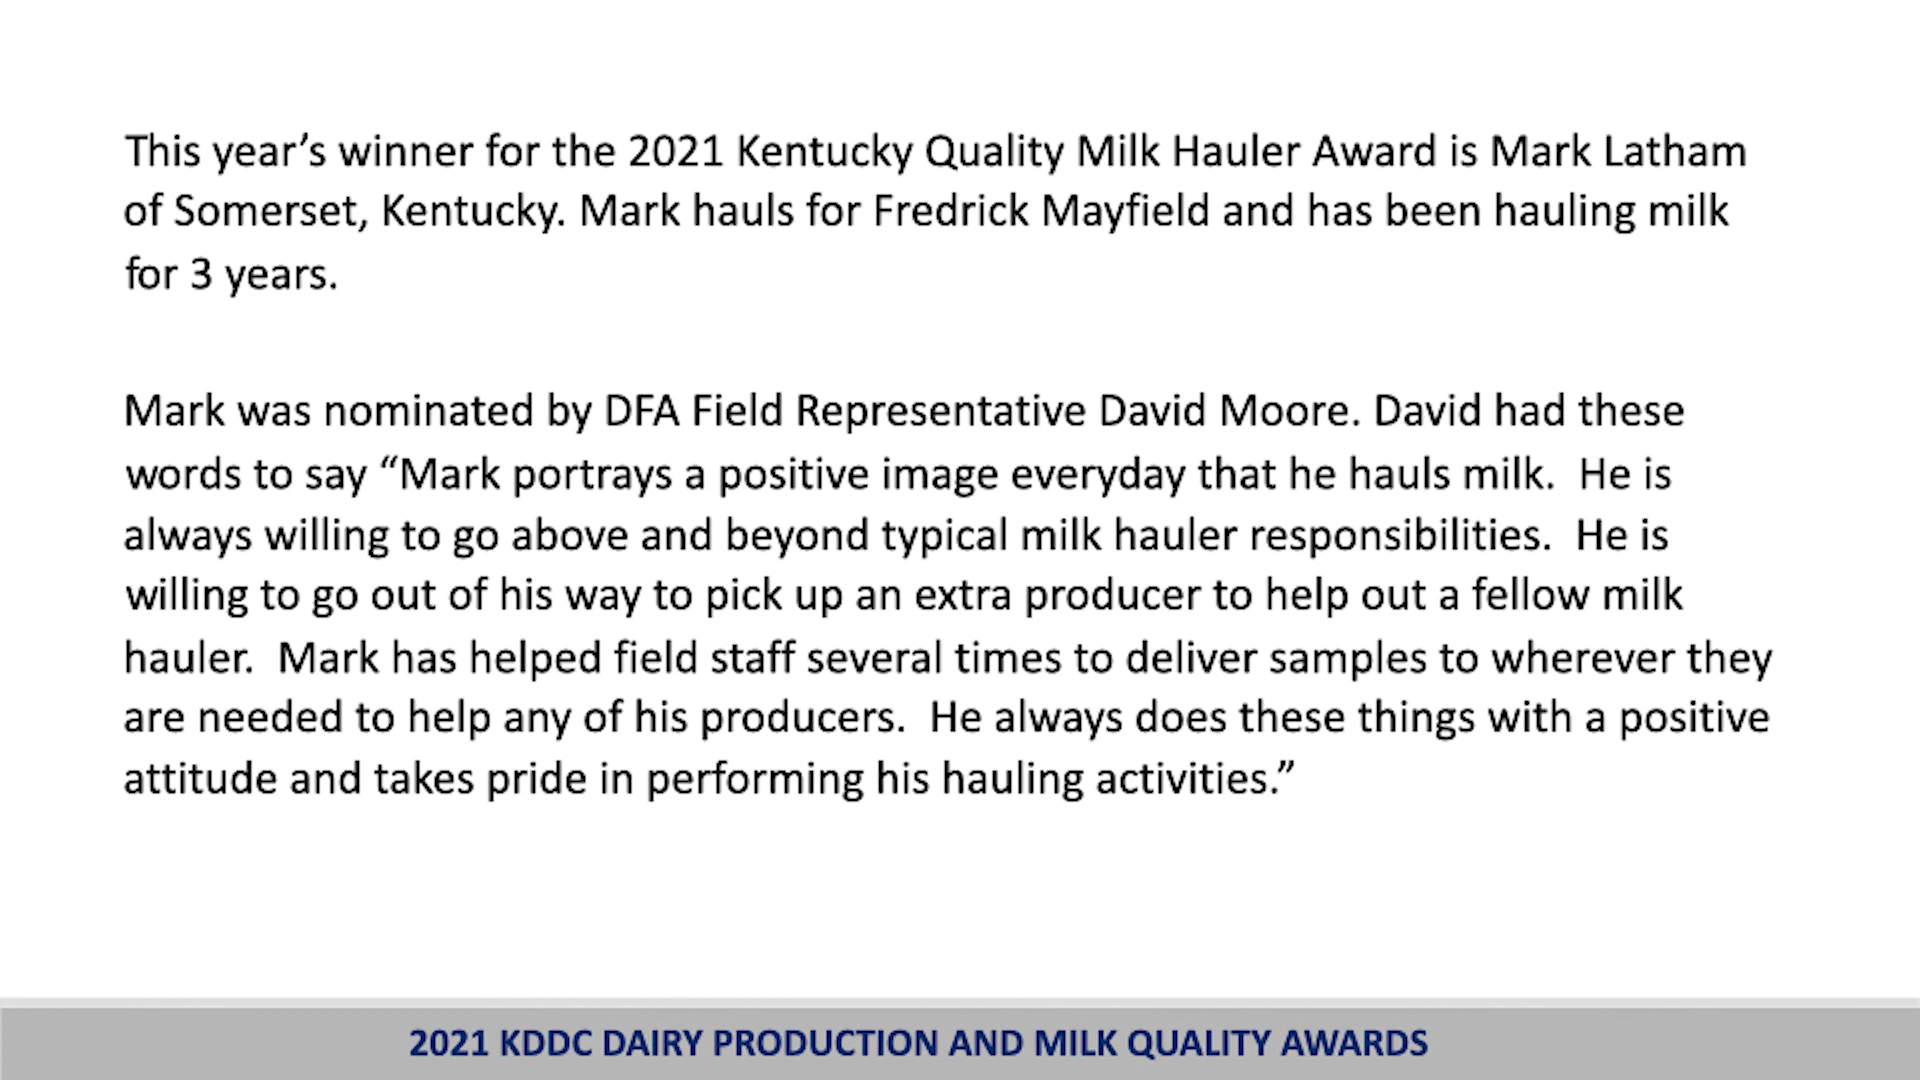 This year’s winner for the 2021 Kentucky Quality Milk Hauler Award is Mark Latham
of Somerset, Kentucky. Mark hauls for Fredrick Mayfield and has been hauling milk
for 3 years.
Mark was nominated by DFA Field Representative David Moore. David had these
words to say “Mark portrays a positive image everyday that he hauls milk.  He is
always willing to go above and beyond typical milk hauler responsibilities.  He is
willing to go out of his way to pick up an extra producer to help out a fellow milk
hauler.  Mark has helped field staff several times to deliver samples to wherever they
are needed to help any of his producers.  He always does these things with a positive
attitude and takes pride in performing his hauling activities.”
2021 KDDC DAIRY PRODUCTION AND MILK QUALITY AWARDS